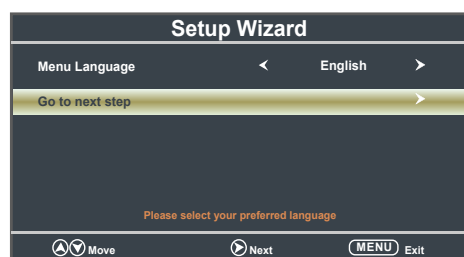 Setup Wizard
Menu Language English
Go to next step
Please select your preferred language
Move Next MENU Exit